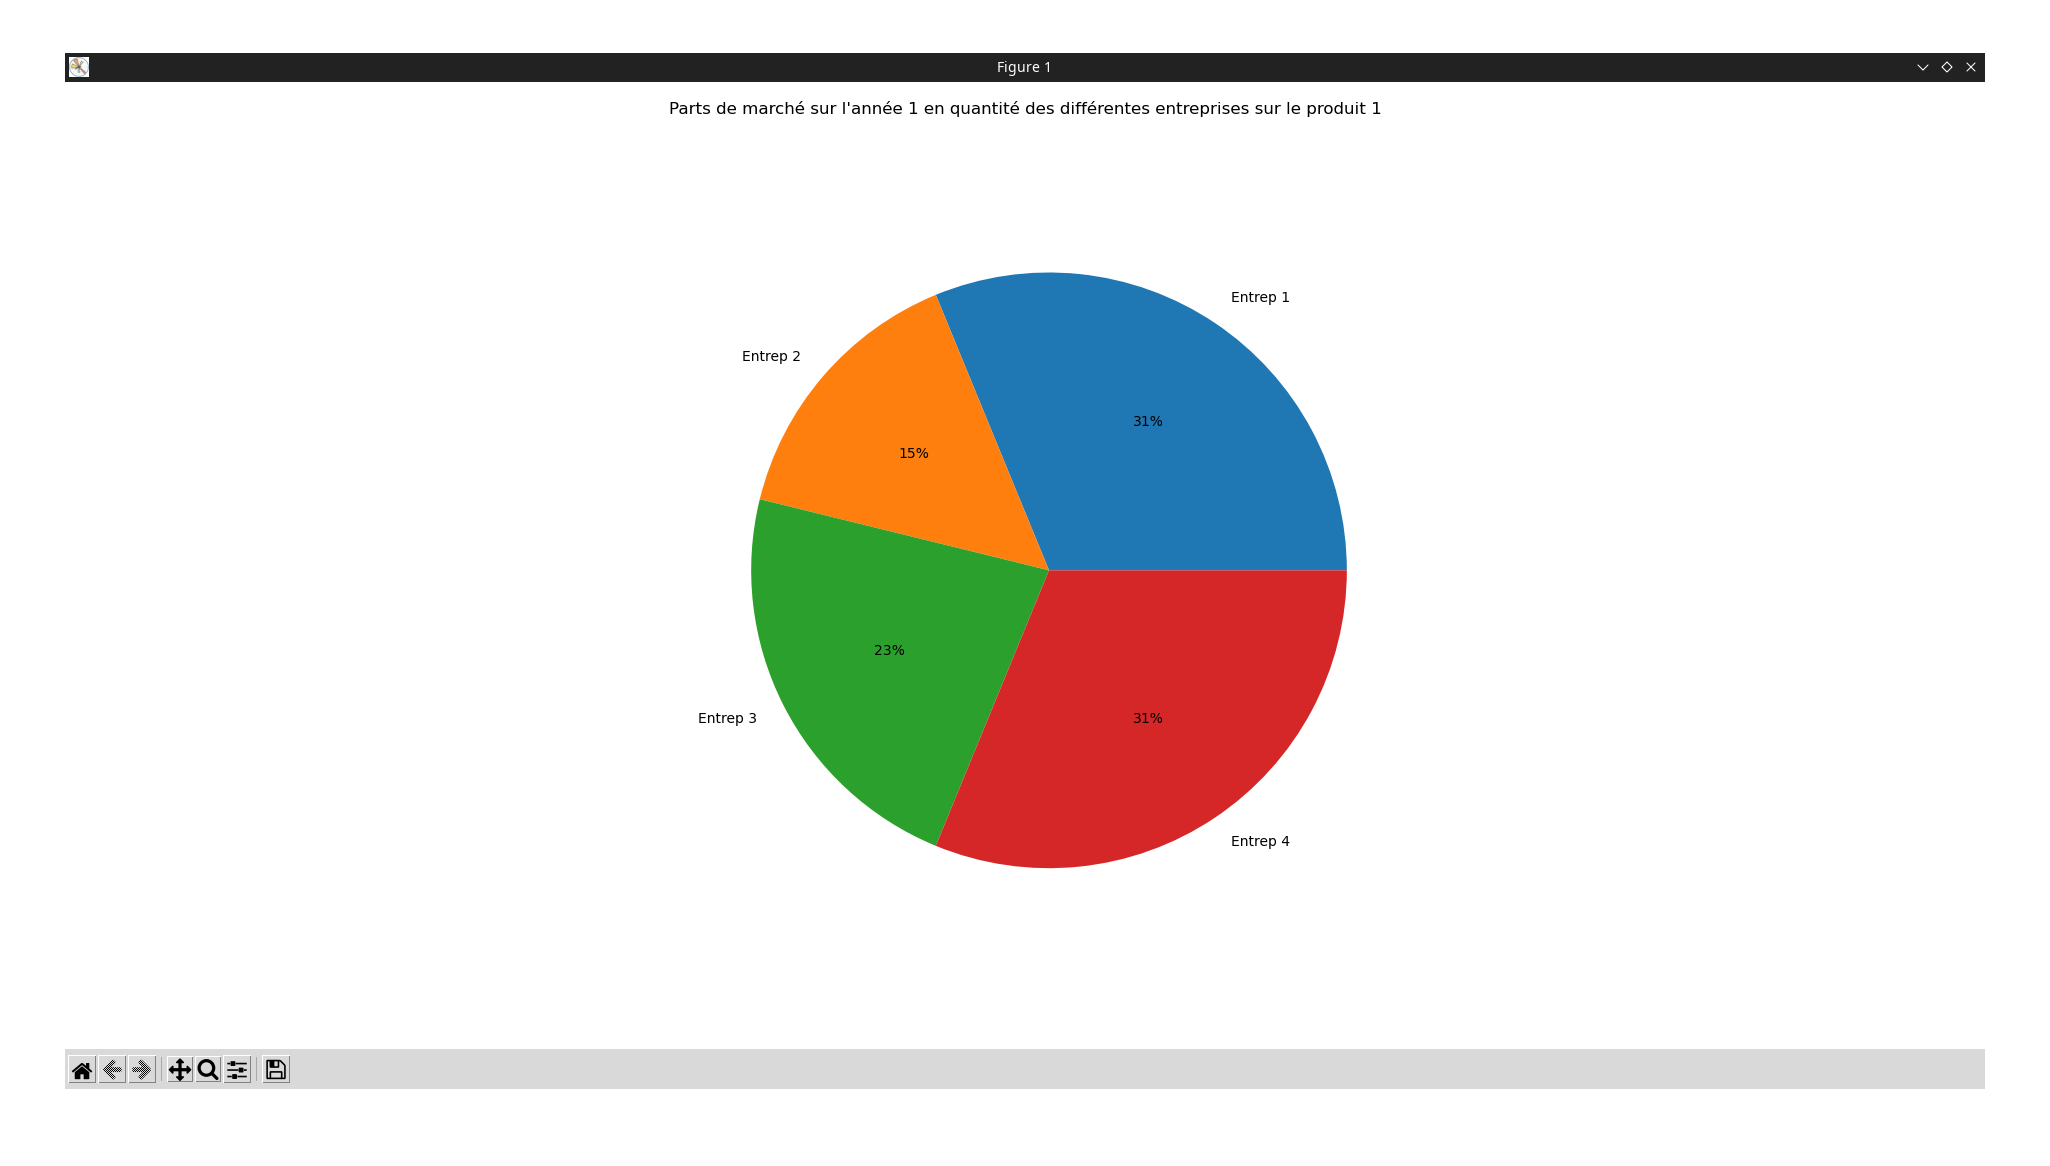 Figure 1
Parts de marché sur l'année 1 en quantité des différentes entreprises sur le produit 1
Entrep 1
Entrep 2
31%
15%
23%
Entrep 3
31%
Entrep 4